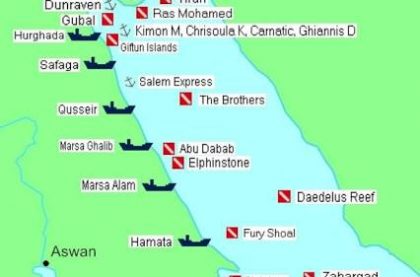 Tiran
Dunraven
Ras Mohamed
Gubal
Kimon M, Chrisoula K, Carnatic, Ghiannis D
Hurghada
Giftun Islands
Safaga
Salem Express
The Brothers
Qusseir
Marsa Ghalib
Abu Dabab
Elphinstone
Marsa Alam
Daedelus Reef
Fury Shoal
Hamata
Aswan
Zabargad